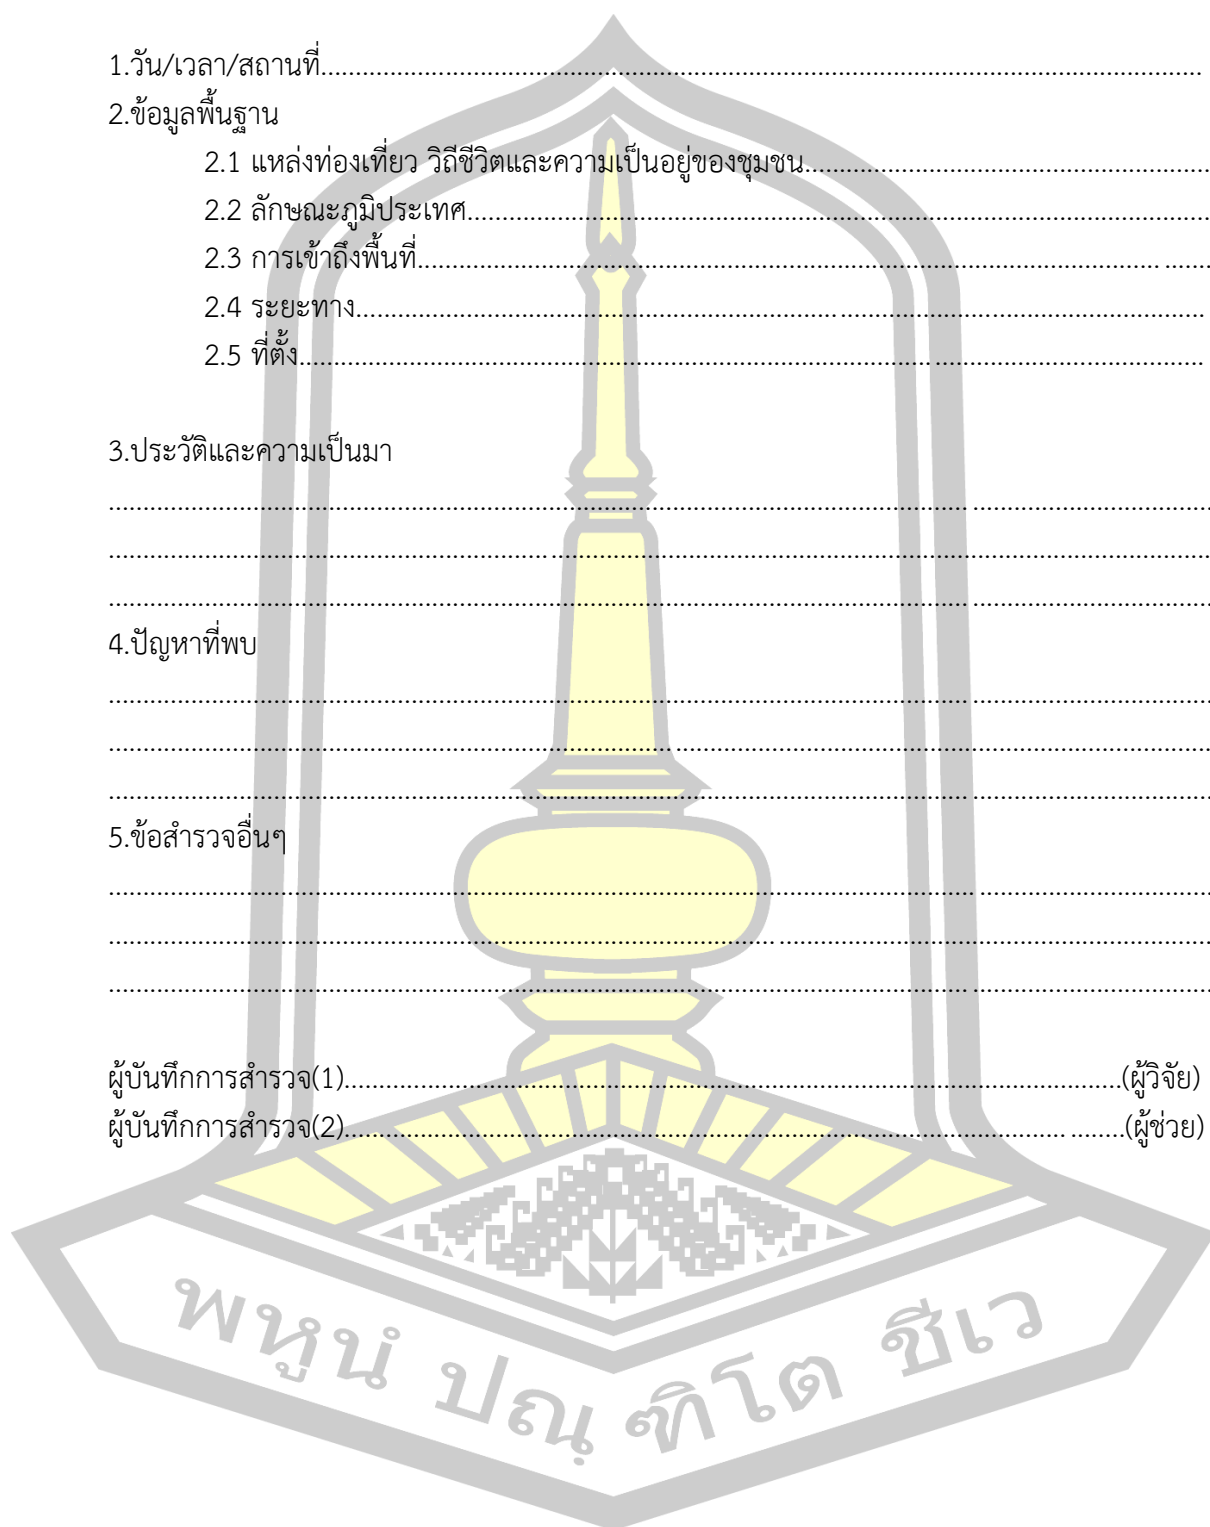 1.วัน/เวลา/สถานที่................................................................................................................................
2.ข้อมูลพื้นฐาน
2.1 แหล่งท่องเที่ยว วิถีชีวิตและความเป็นอยู่ของชุมชน...........................................................
2.2 ลักษณะภูมิประเทศ............................................................................................................
2.3 การเข้าถึงพื้นที่............................................................................................................ .......
2.4 ระยะทาง...................................................................... .....................................................
2.5 ที่ตั้ง....................................................................................................................................
3.ประวัติและความเป็นมา
............................................................................................................................. ...................................
................................................................ ................................................................................................
............................................................................................................................. ...................................
4.ปัญหาที่พบ
............................................................................................................................. ...................................
................................................................................................................................................................
............................................................................................................................. ...................................
5.ข้อสำรวจอื่นๆ
.............................................................................................................................. ..................................
................................................................................................. ...............................................................
............................................................................................................................. ...................................
ผู้บันทึกการสำรวจ(1).................................................................................................................(ผู้วิจัย)
ผู้บันทึกการสำรวจ(2)......................................................................................................... ........(ผู้ช่วย)
พหูนํ ปณฺฑิโต ชีเว